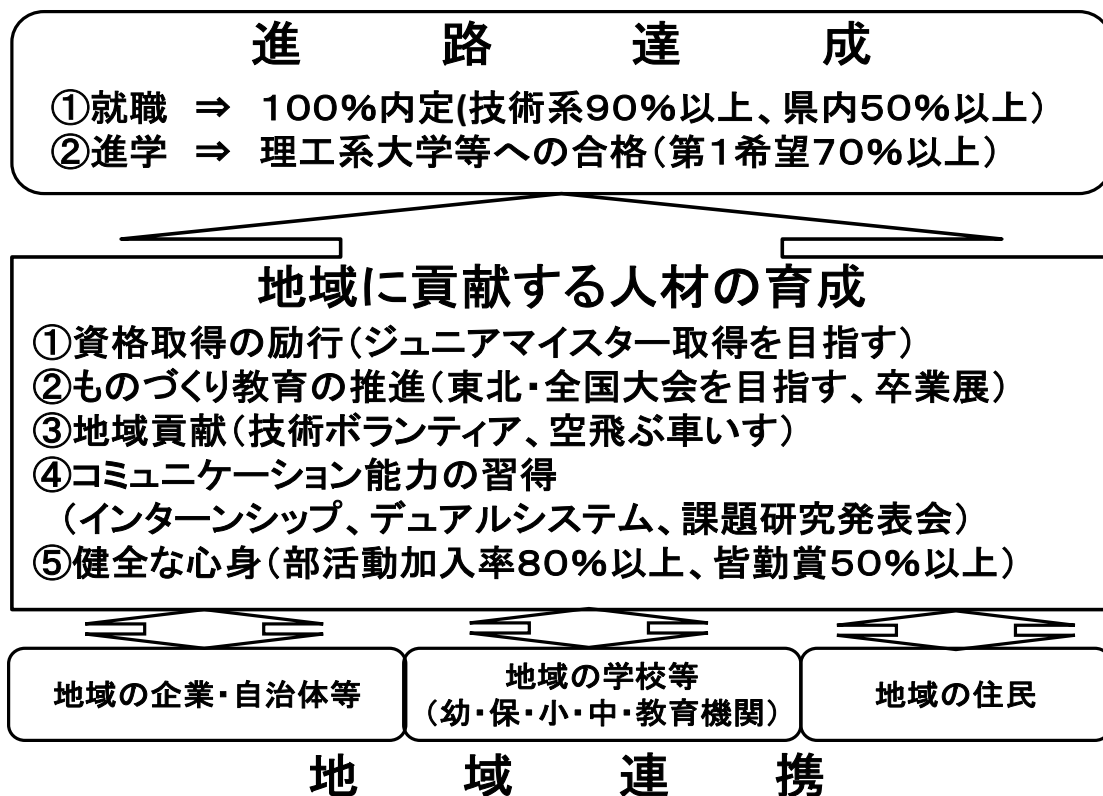 進路達成
①就職 ⇒ 100%内定(技術系90%以上、県内50%以上)
②進学 ⇒ 理工系大学等への合格(第1希望70%以上)
地域に貢献する人材の育成
①資格取得の励行(ジュニアマイスター取得を目指す)
②ものづくり教育の推進(東北・全国大会を目指す、卒業展)
③地域貢献(技術ボランティア、空飛ぶ車いす)
④コミュニケーション能力の習得
(インターンシップ、デュアルシステム、課題研究発表会)
⑤健全な心身(部活動加入率80%以上、皆勤賞50%以上)
地域の企業・自治体等
地域の学校等
(幼・保・小・中・教育機関)
地域の住民
地域連携